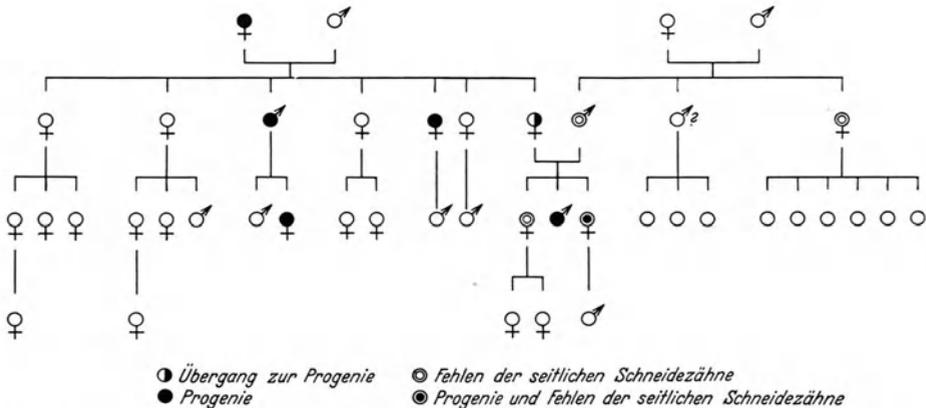 ?
◑ Übergang zur Progenie ◎ Fehlen der seitlichen Schneidezähne
● Progenie ◉ Progenie und Fehlen der seitlichen Schneidezähne